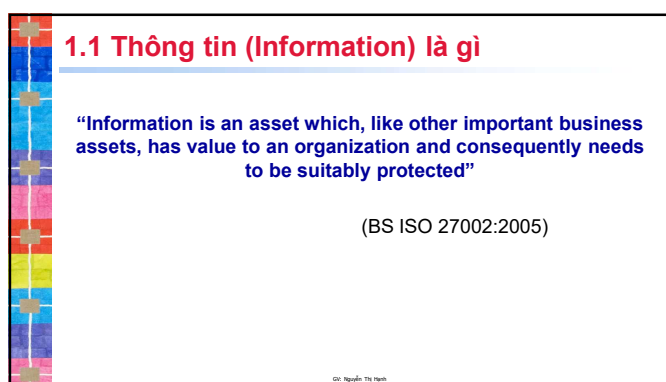 1.1 Thông tin (Information) là gì
“Information is an asset which, like other important business
assets, has value to an organization and consequently needs
to be suitably protected”
(BS ISO 27002:2005)
GV: Nguyễn Thị Hạnh